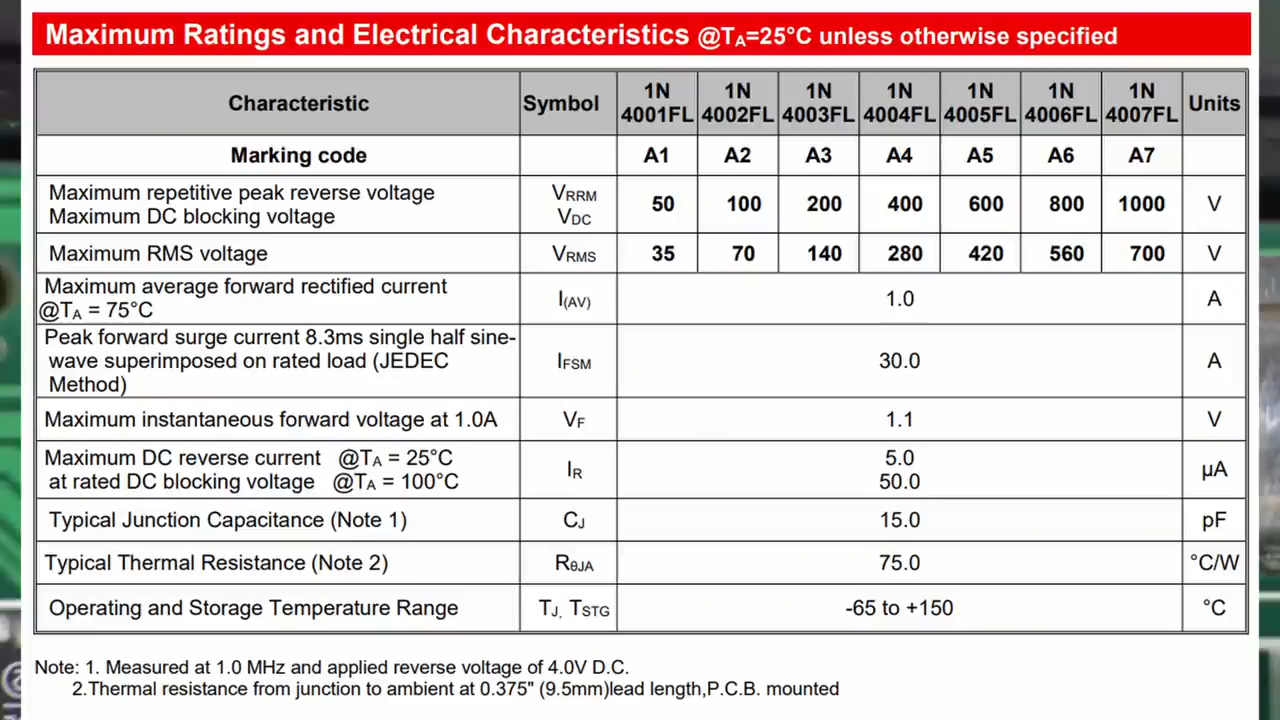 Maximum Ratings and Electrical Characteristics @TA=25°C unless otherwise specified
Characteristic Symbol 1N 4001FL 1N 4002FL 1N 4003FL 1N 4004FL 1N 4005FL 1N 4006FL 1N 4007FL Units
Marking code A1 A2 A3 A4 A5 A6 A7
Maximum repetitive peak reverse voltage VRRM
Maximum DC blocking voltage VDC 50 100 200 400 600 800 1000 V
Maximum RMS voltage VRMS 35 70 140 280 420 560 700 V
Maximum average forward rectified current
@TA = 75°C I(AV) 1.0 A
Peak forward surge current 8.3ms single half sine-
wave superimposed on rated load (JEDEC IFSM 30.0 A
Method)
Maximum instantaneous forward voltage at 1.0A VF 1.1 V
Maximum DC reverse current @TA = 25°C 5.0
at rated DC blocking voltage @TA = 100°C IR 50.0 µA
Typical Junction Capacitance (Note 1) CJ 15.0 pF
Typical Thermal Resistance (Note 2) RθJA 75.0 °C/W
Operating and Storage Temperature Range TJ, TSTG -65 to +150 °C
Note: 1. Measured at 1.0 MHz and applied reverse voltage of 4.0V D.C.
2.Thermal resistance from junction to ambient at 0.375" (9.5mm)lead length,P.C.B. mounted